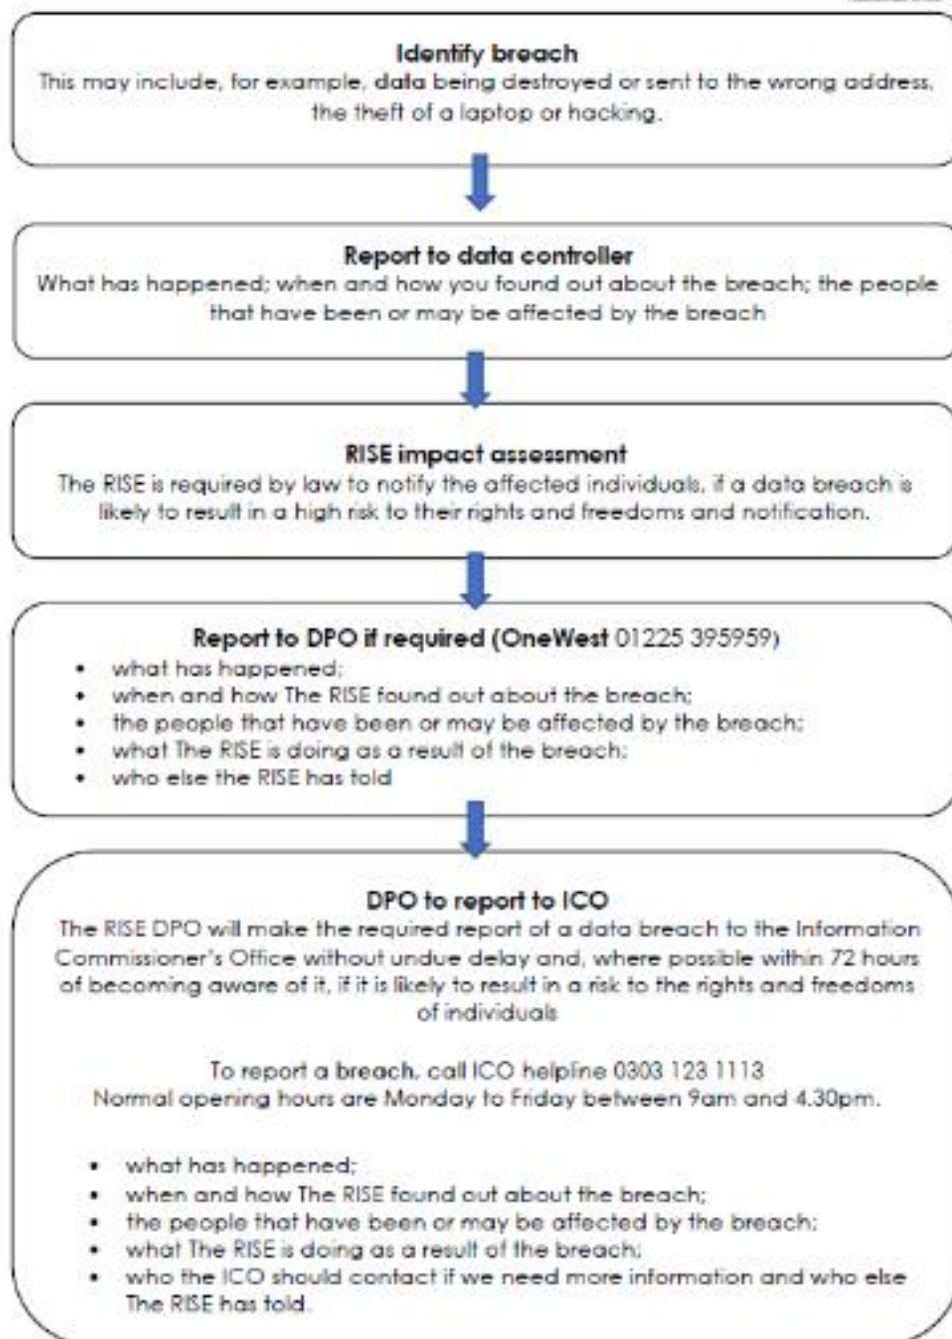 Identify breach
This may include, for example, data being destroyed or sent to the wrong address,
the theft of a laptop or hacking.
Report to data controller
What has happened; when and how you found out about the breach; the people
that have been or may be affected by the breach
RISE impact assessment
The RISE is required by law to notify the affected individuals, if a data breach is
likely to result in a high risk to their rights and freedoms and notification.
Report to DPO if required (OneWest 01225 395959)
• what has happened;
• when and how The RISE found out about the breach;
• the people that have been or may be affected by the breach;
• what The RISE is doing as a result of the breach;
• who else the RISE has told
DPO to report to ICO
The RISE DPO will make the required report of a data breach to the Information
Commissioner's Office without undue delay and, where possible within 72 hours
of becoming aware of it, if it is likely to result in a risk to the rights and freedoms
of individuals
To report a breach, call ICO helpline 0303 123 1113
Normal opening hours are Monday to Friday between 9am and 4.30pm.
• what has happened;
• when and how The RISE found out about the breach;
• the people that have been or may be affected by the breach;
• what The RISE is doing as a result of the breach;
• who the ICO should contact if we need more information and who else
The RISE has told.